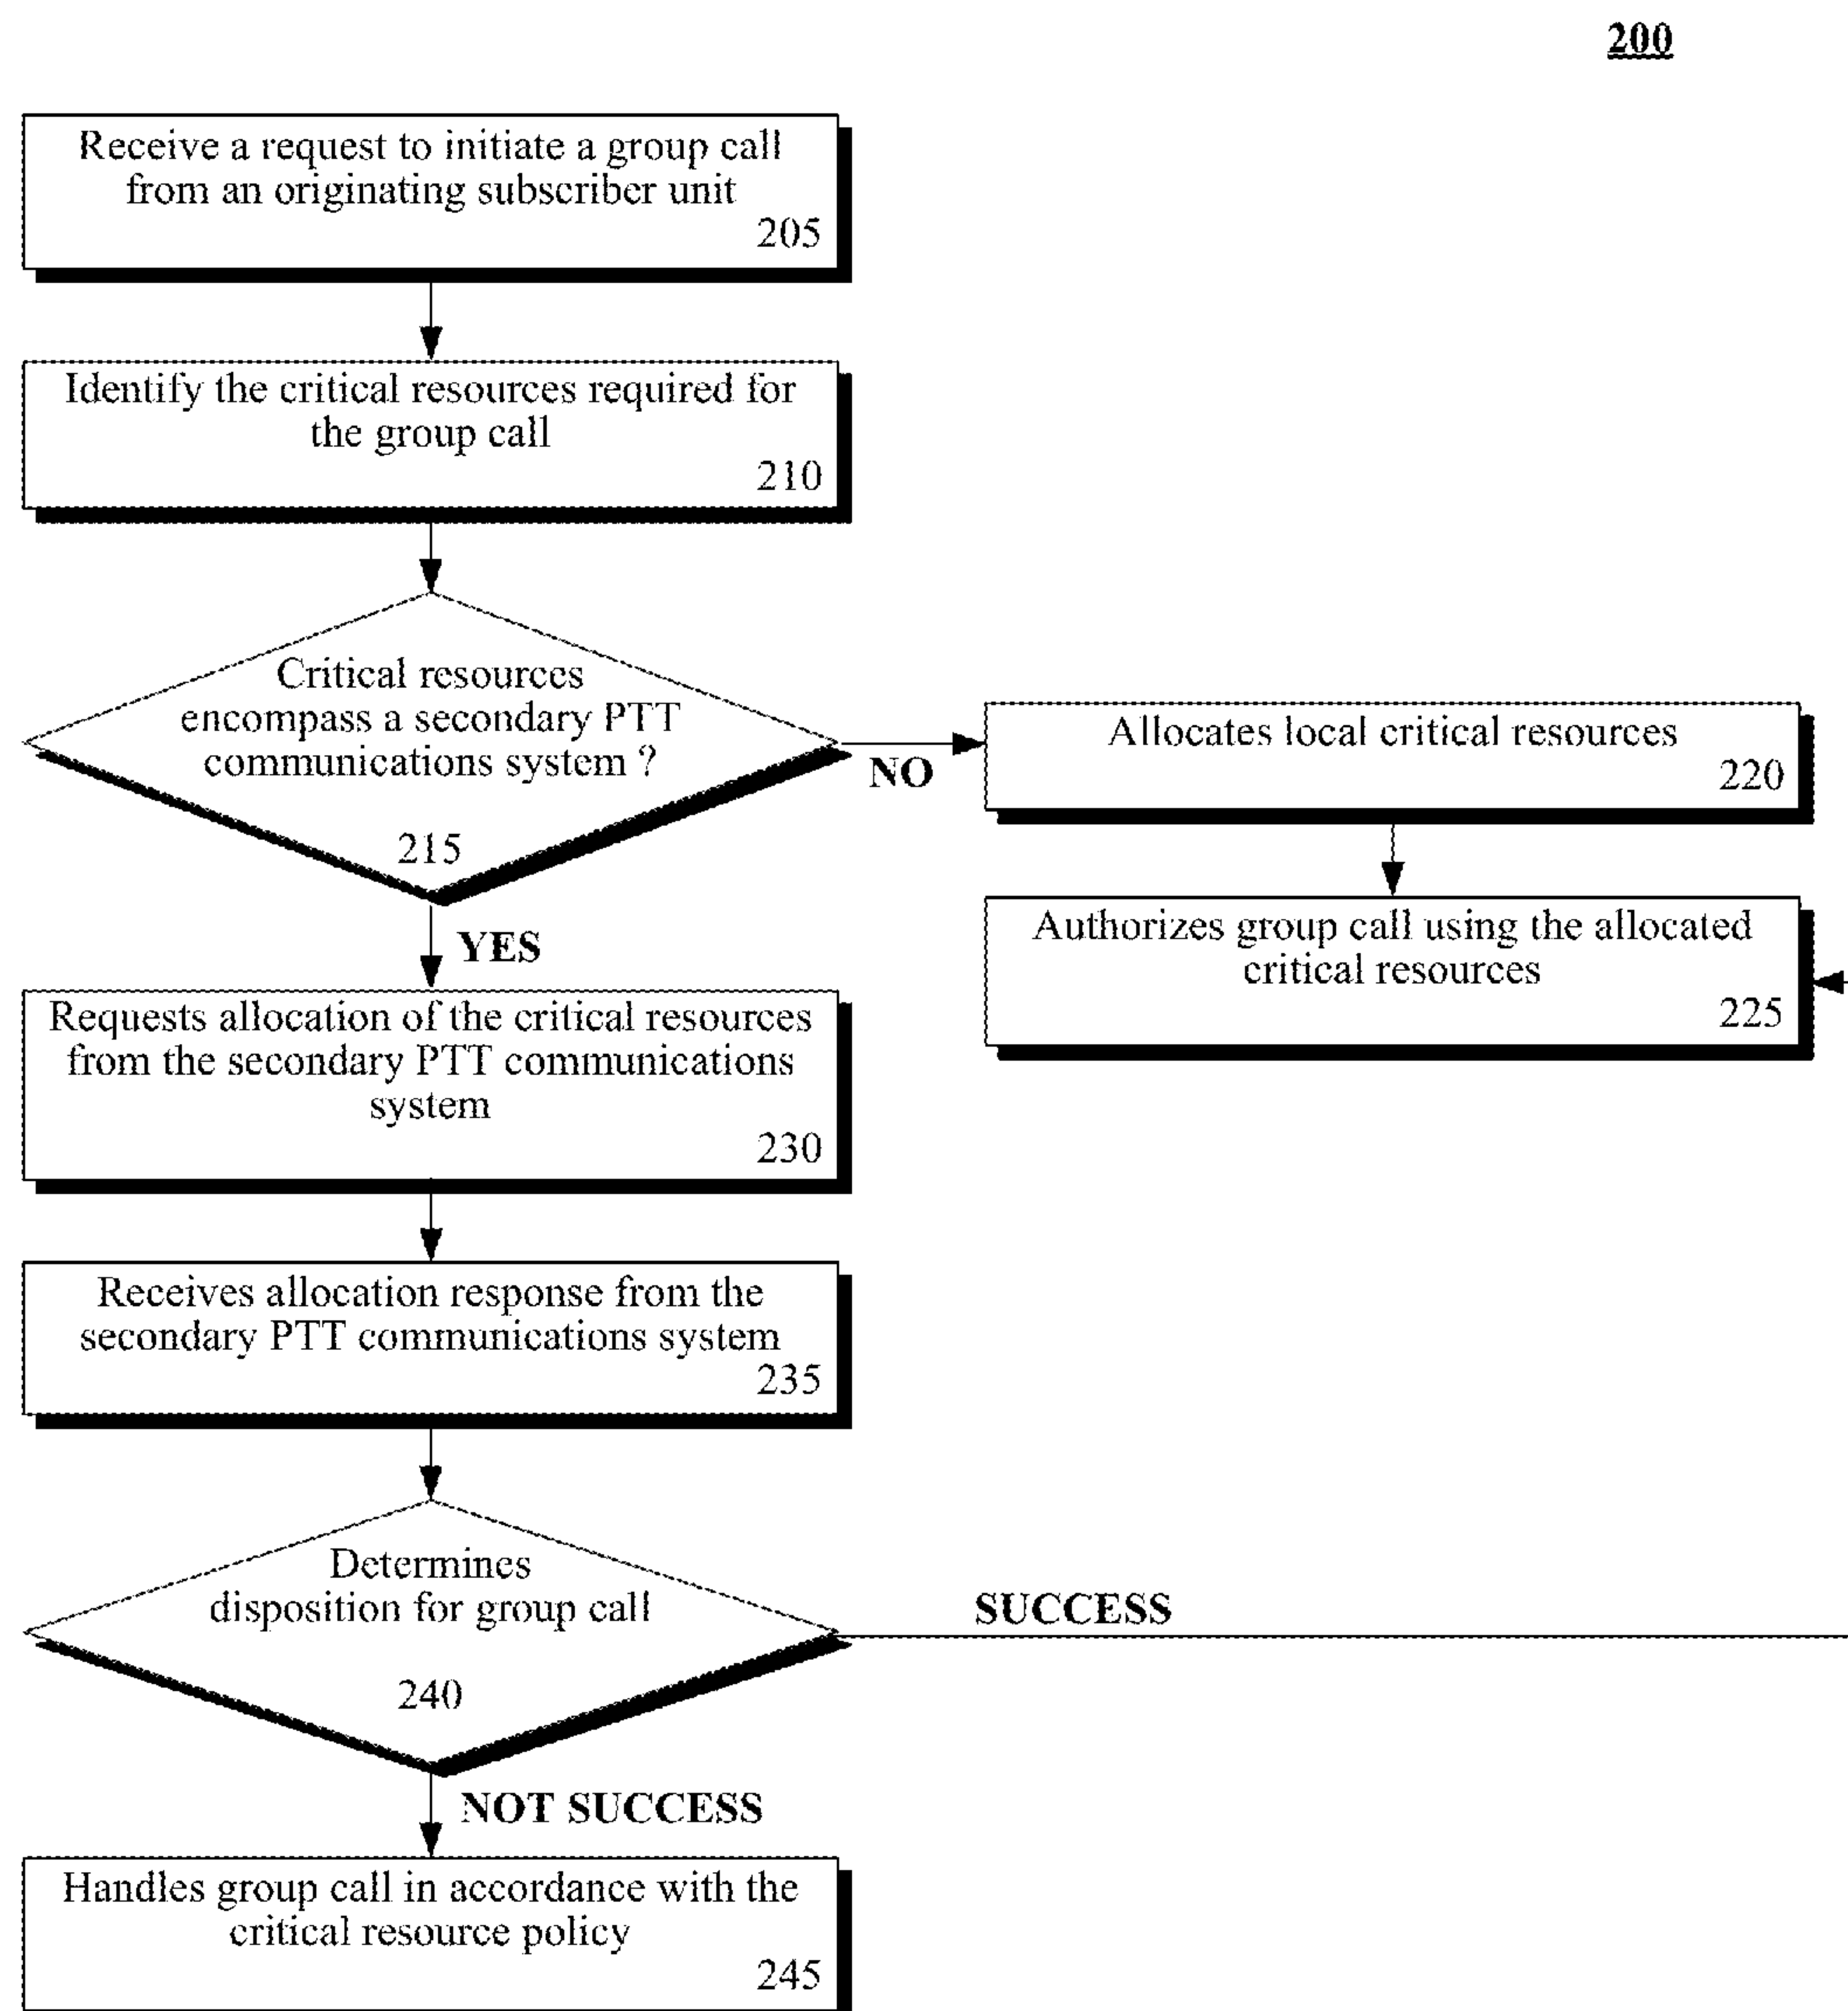 200
Receive a request to initiate a group call
from an originating subscriber unit
205
Identify the critical resources required for
the group call
210
Critical resources
encompass a secondary PTT
communications system ?
215
NO
Allocates local critical resources
220
Authorizes group call using the allocated
critical resources
225
YES
Requests allocation of the critical resources
from the secondary PTT communications
system
230
Receives allocation response from the
secondary PTT communications system
235
Determines
disposition for group call
240
SUCCESS
NOT SUCCESS
Handles group call in accordance with the
critical resource policy
245